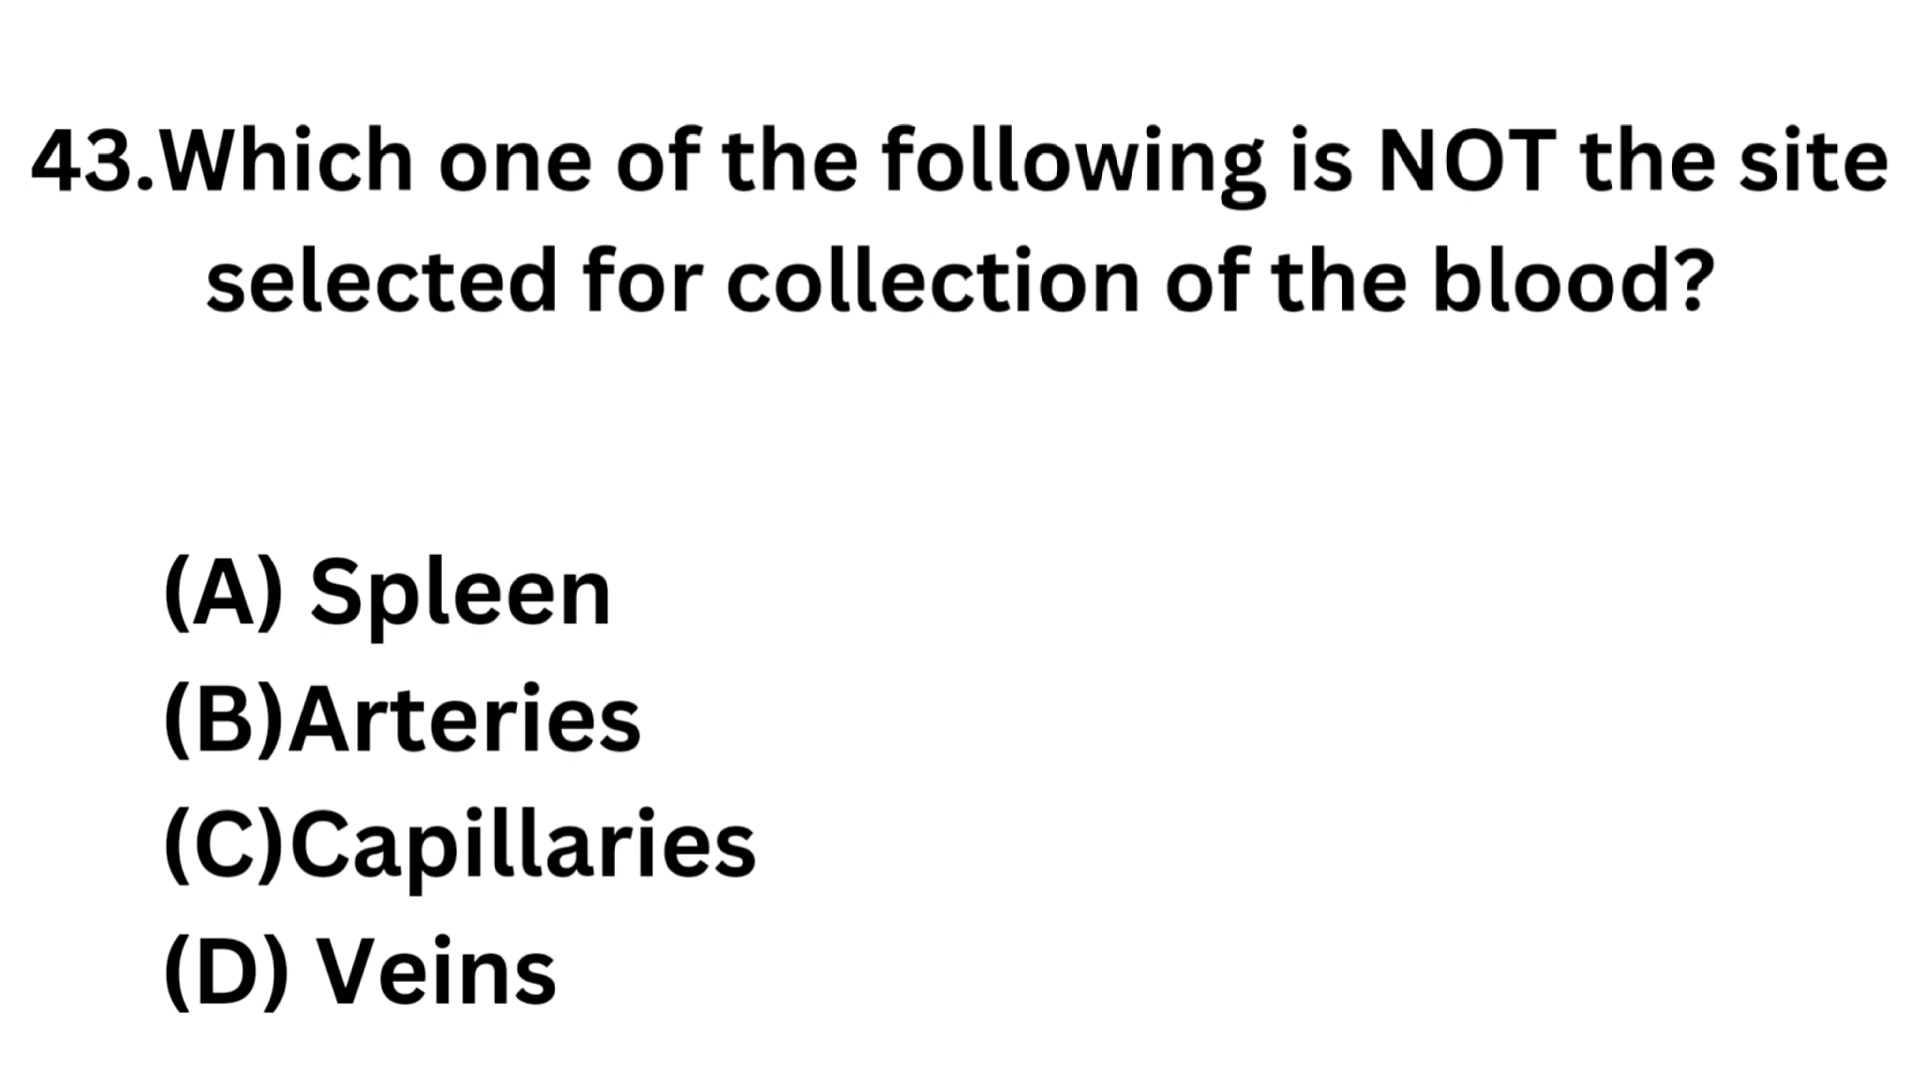 43.Which one of the following is NOT the site
selected for collection of the blood?
(A) Spleen
(B)Arteries
(C)Capillaries
(D) Veins